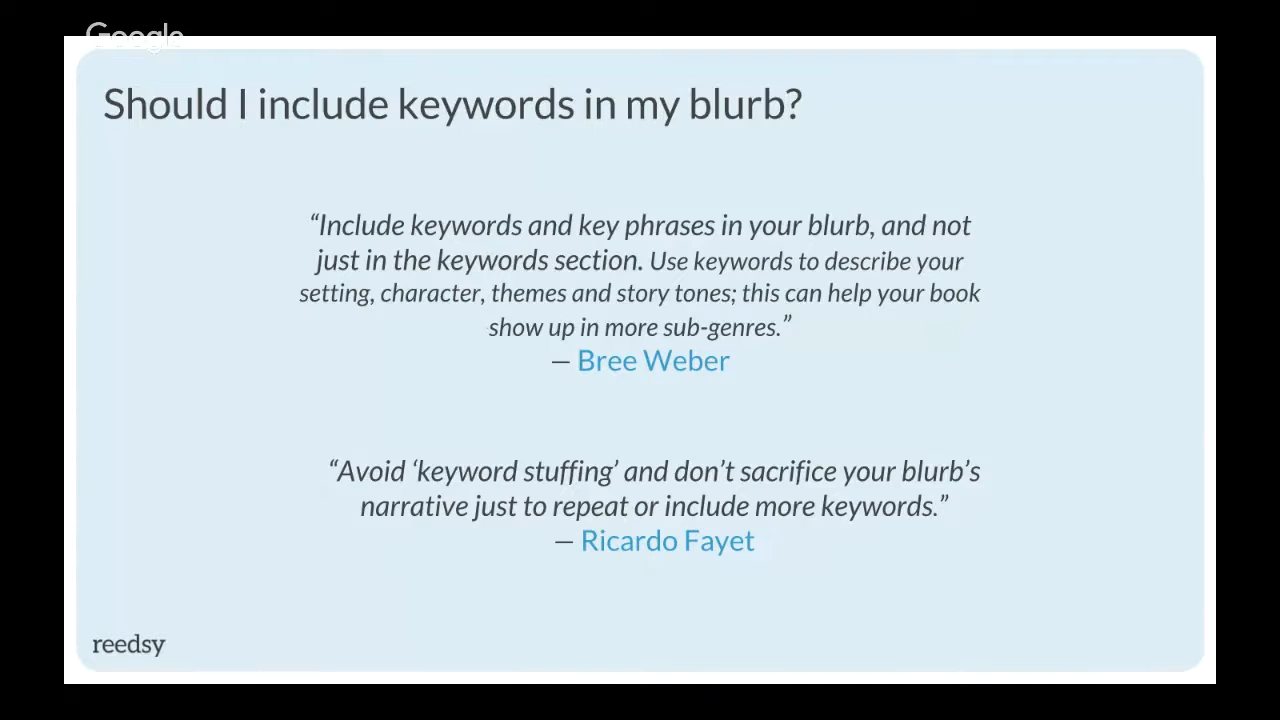 Google
Should I include keywords in my blurb?
“Include keywords and key phrases in your blurb, and not
just in the keywords section. Use keywords to describe your
setting, character, themes and story tones; this can help your book
show up in more sub-genres.”
— Bree Weber
“Avoid ‘keyword stuffing’ and don’t sacrifice your blurb’s
narrative just to repeat or include more keywords.”
— Ricardo Fayet
reedsy